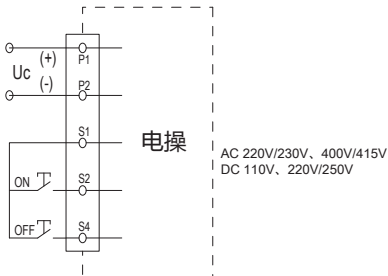 (+)
P1
Uc
(-)
P2
S1
电操
AC 220V/230V、400V/415V
DC 110V、220V/250V
ON
S2
OFF
S4